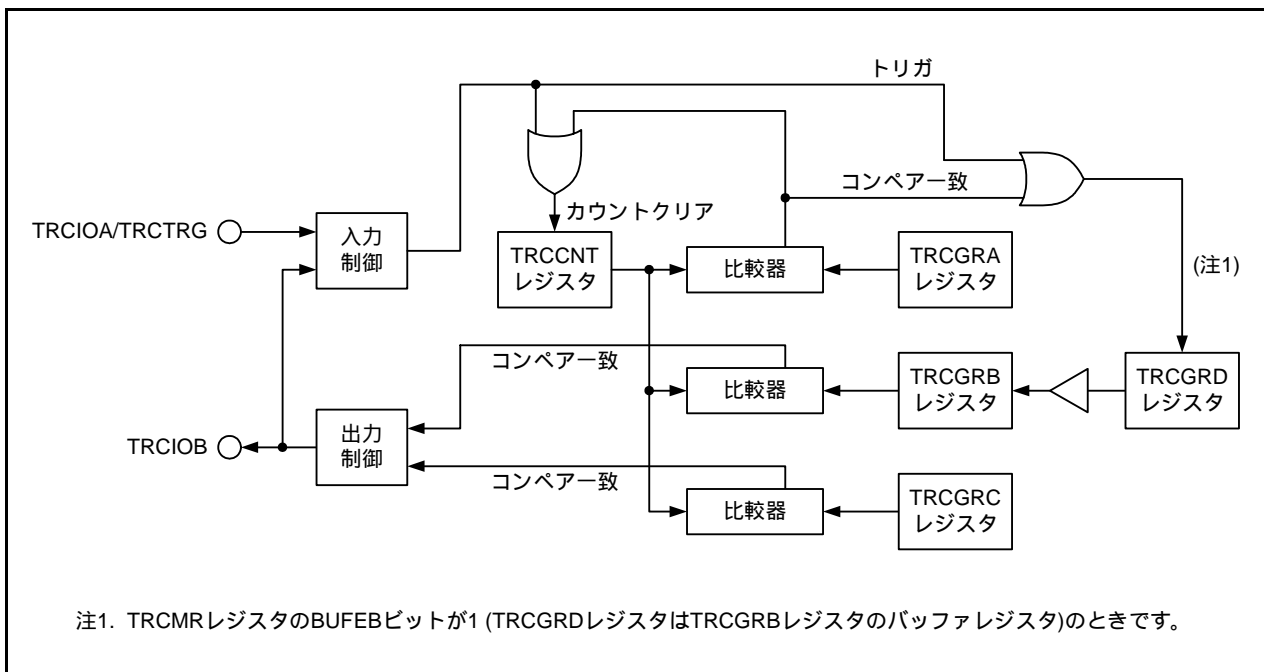 トリガ
コンペア一致
カウントクリア
TRCIOA/TRCTRG
入力
制御
TRCCNT
レジスタ
比較器
TRCGRA
レジスタ
(注1)
コンペア一致
比較器
TRCGRB
レジスタ
TRCGRD
レジスタ
TRCIOB
出力
制御
コンペア一致
比較器
TRCGRC
レジスタ
注1. TRCMRレジスタのBUFEBビットが1 (TRCGRDレジスタはTRCGRBレジスタのバッファレジスタ)のときです。